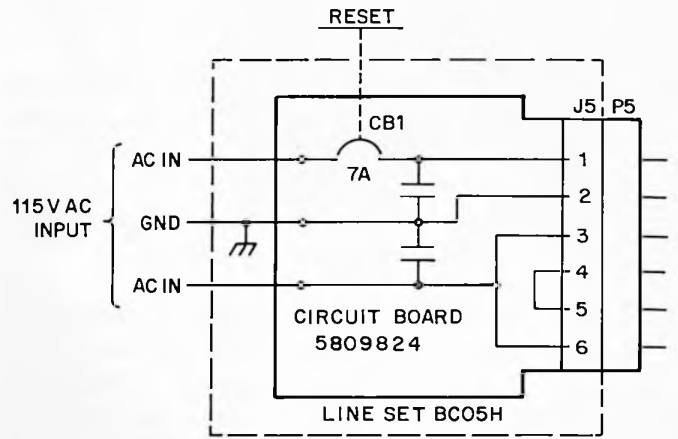 RESET
J5 P5
CB1
AC IN
7A
1
115V AC
INPUT
2
GND
3
4
AC IN
5
CIRCUIT BOARD
5809824
6
LINE SET BC05H